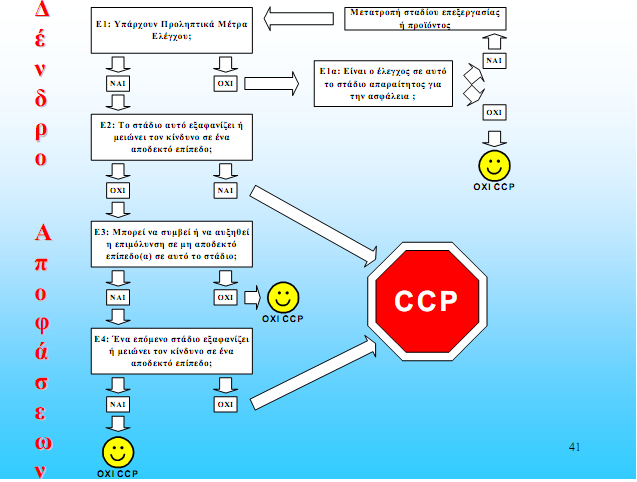 Δένδρο Αποφάσεων
Ε1: Υπάρχουν Προληπτικά Μέτρα
Ελέγχου;
Μετατροπή σταδίου επεξεργασίας
ή προϊόντος
ΝΑΙ
ΟΧΙ
Ε1α: Είναι ο έλεγχος σε αυτό
το στάδιο απαραίτητος για
την ασφάλεια ;
ΝΑΙ
ΟΧΙ
ΟΧΙ CCP
Ε2: Το στάδιο αυτό εξαφανίζει ή
μειώνει τον κίνδυνο σε ένα
αποδεκτό επίπεδο;
ΟΧΙ
ΝΑΙ
Ε3: Μπορεί να συμβεί ή να αυξηθεί
η επιμόλυνση σε μη αποδεκτό
επίπεδο(α) σε αυτό το στάδιο;
ΝΑΙ
ΟΧΙ
ΟΧΙ CCP
CCP
Ε4: Ένα επόμενο στάδιο εξαφανίζει
ή μειώνει τον κίνδυνο σε ένα
αποδεκτό επίπεδο;
ΝΑΙ
ΟΧΙ
ΟΧΙ CCP
41